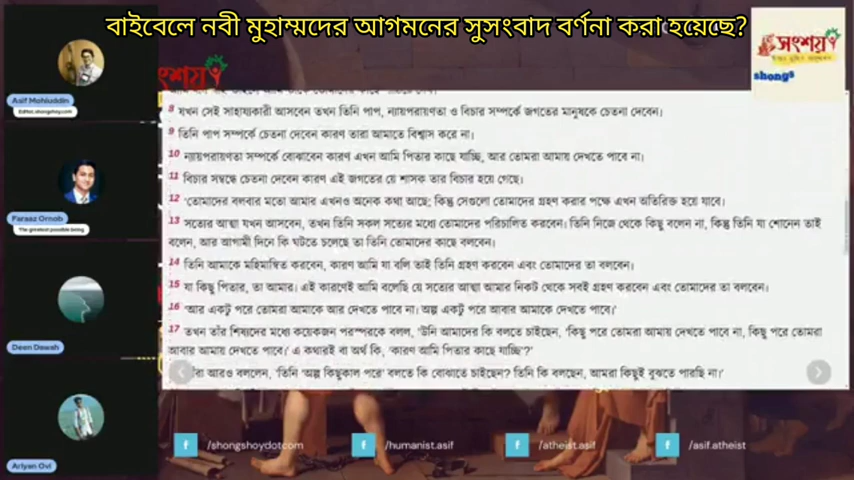 বাইবেলে নবী মুহাম্মদের আগমনের সুসংবাদ বর্ণনা করা হয়েছে?
সংশয়
shongs
সংশয়
Asif Mohiuddin
Editor, shongshoy.com
8 যখন সেই সাহায্যকারী আসবেন তখন তিনি পাপ, ন্যায়পরায়ণতা ও বিচার সম্পর্কে জগতের মানুষকে চেতনা দেবেন।
9 তিনি পাপ সম্পর্কে চেতনা দেবেন কারণ তারা আমাতে বিশ্বাস করে না।
10 ন্যায়পরায়ণতা সম্পর্কে বোঝাবেন কারণ এখন আমি পিতার কাছে যাচ্ছি, আর তোমরা আমায় দেখতে পাবে না।
11 বিচার সম্বন্ধে চেতনা দেবেন কারণ এই জগতের যে শাসক তার বিচার হয়ে গেছে।
12 'তোমাদের বলবার মতো আমার এখনও অনেক কথা আছে; কিন্তু সেগুলো তোমাদের গ্রহণ করার পক্ষে এখন অতিরিক্ত হয়ে যাবে।
13 সত্যের আত্মা যখন আসবেন, তখন তিনি সকল সত্যের মধ্যে তোমাদের পরিচালিত করবেন। তিনি নিজে থেকে কিছু বলেন না, কিন্তু তিনি যা শোনেন তাই
বলেন, আর আগামী দিনে কি ঘটতে চলেছে তা তিনি তোমাদের কাছে বলবেন।
14 তিনি আমাকে মহিমান্বিত করবেন, কারণ আমি যা বলি তাই তিনি গ্রহণ করবেন এবং তোমাদের তা বলবেন।
15 যা কিছু পিতার, তা আমার। এই কারণেই আমি বলেছি যে সত্যের আত্মা আমার নিকট থেকে সবই গ্রহণ করবেন এবং তোমাদের তা বলবেন।
16 'আর একটু পরে তোমরা আমাকে আর দেখতে পাবে না। অল্প একটু পরে আবার আমাকে দেখতে পাবে।'
17 তখন তাঁর শিষ্যদের মধ্যে কয়েকজন পরস্পরকে বলল, 'উনি আমাদের কি বলতে চাইছেন, 'কিছু পরে তোমরা আমায় দেখতে পাবে না, কিছু পরে তোমরা
আবার আমায় দেখতে পাবে।' এ কথারই বা অর্থ কি, 'কারণ আমি পিতার কাছে যাচ্ছি'?'
রা আরও বললেন, 'তিনি 'অল্প কিছুকাল পরে' বলতে কি বোঝাতে চাইছেন? তিনি কি বলছেন, আমরা কিছুই বুঝতে পারছি না।'
Faraaz Ornob
The greatest possible being
Deen Dawah
Ariyan Ovi
/shongshoydotcom
/humanist.asif
/atheist.asif
/asif.atheist